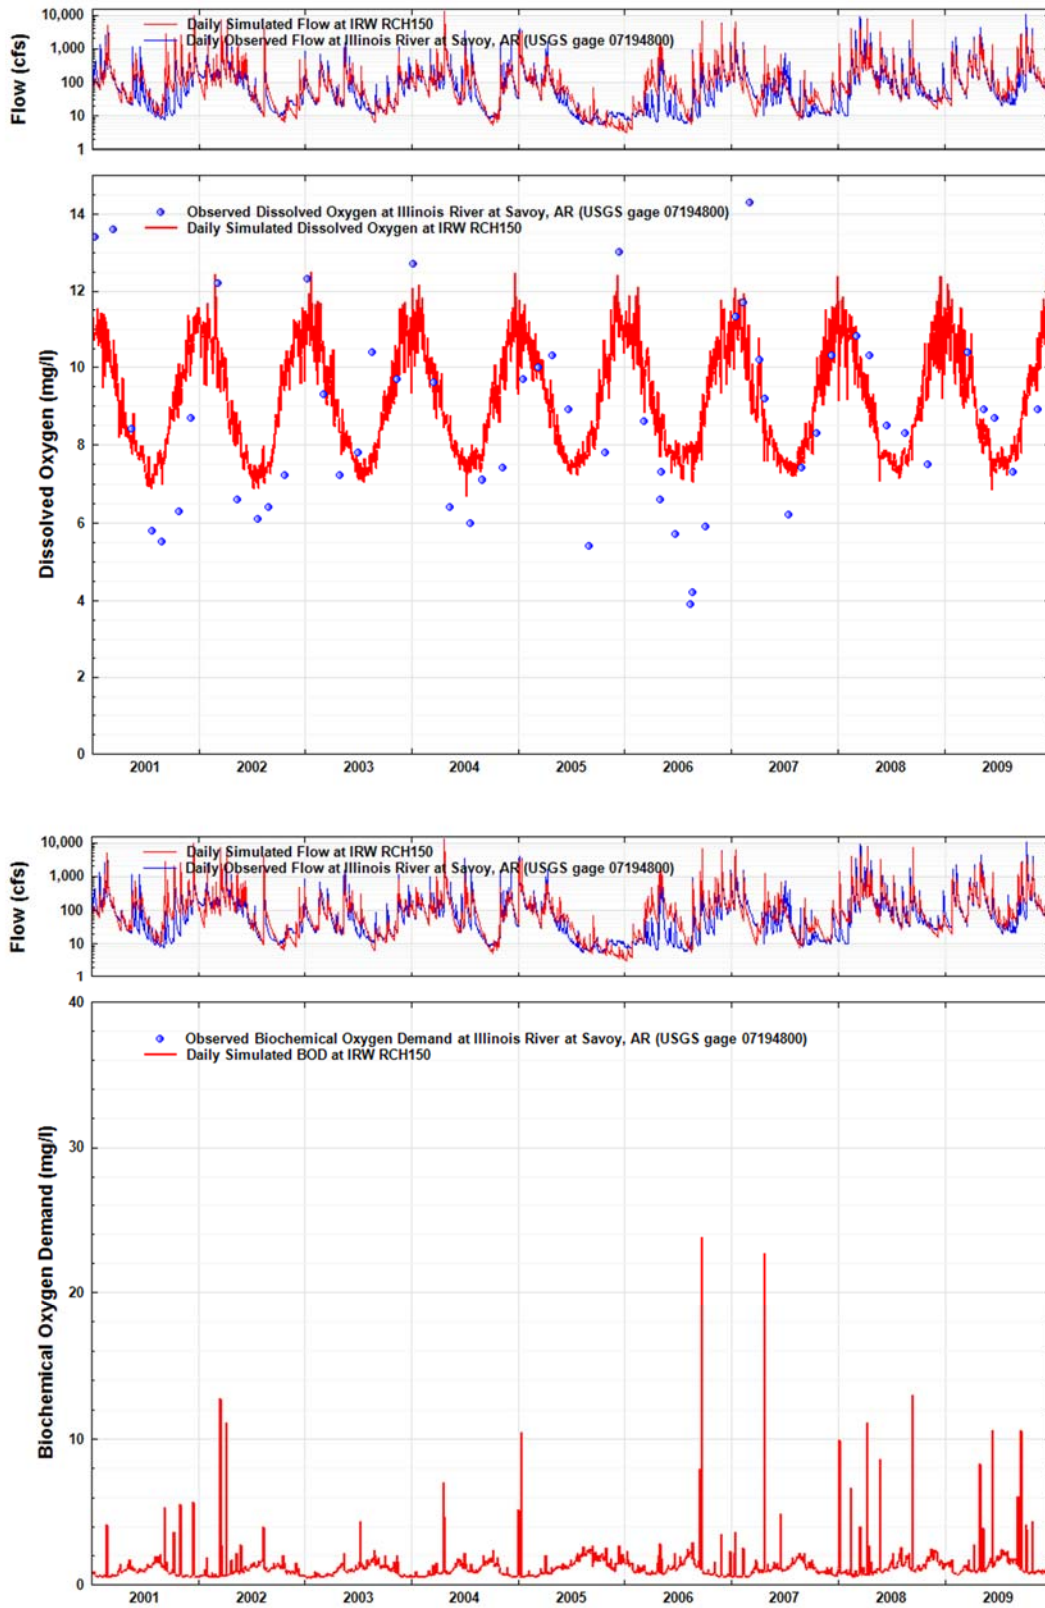 10,000
1,000
100
10
1
Flow (cfs)
Daily Simulated Flow at IRW RCH150
Daily Observed Flow at Illinois River at Savoy, AR (USGS gage 07194800)
14
12
10
8
6
4
2
0
Dissolved Oxygen (mg/l)
Observed Dissolved Oxygen at Illinois River at Savoy, AR (USGS gage 07194800)
Daily Simulated Dissolved Oxygen at IRW RCH150
2001 2002 2003 2004 2005 2006 2007 2008 2009
10,000
1,000
100
10
1
Flow (cfs)
Daily Simulated Flow at IRW RCH150
Daily Observed Flow at Illinois River at Savoy, AR (USGS gage 07194800)
40
30
20
10
0
Biochemical Oxygen Demand (mg/l)
Observed Biochemical Oxygen Demand at Illinois River at Savoy, AR (USGS gage 07194800)
Daily Simulated BOD at IRW RCH150
2001 2002 2003 2004 2005 2006 2007 2008 2009